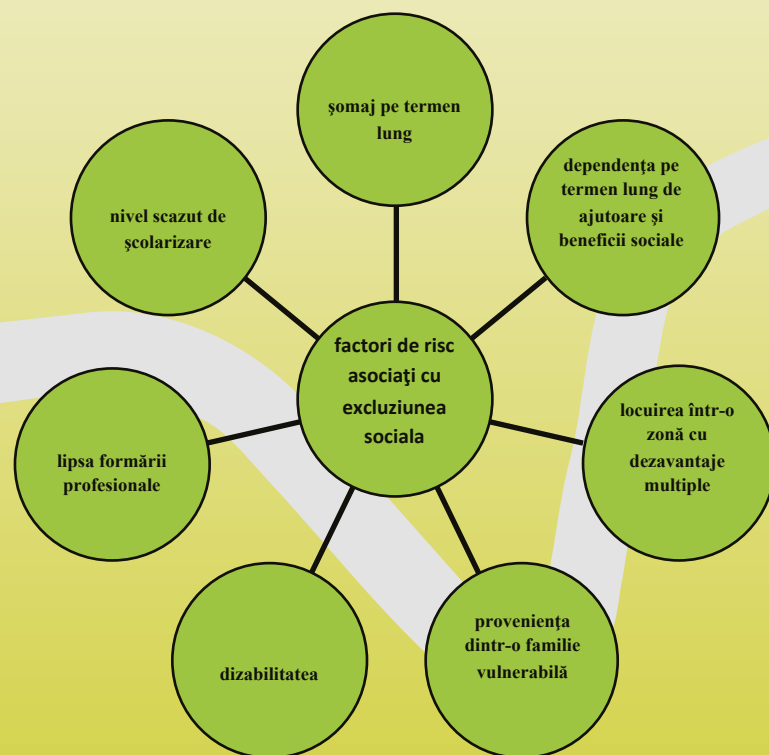 şomaj pe termen
lung
dependenţa pe
termen lung de
ajutoare şi
beneficii sociale
nivel scazut de
şcolarizare
factori de risc
asociaţi cu
excluziunea
sociala
locuirea într-o
zonă cu
dezavantaje
multiple
lipsa formării
profesionale
provenienţa
dintr-o familie
vulnerabilă
dizabilitatea